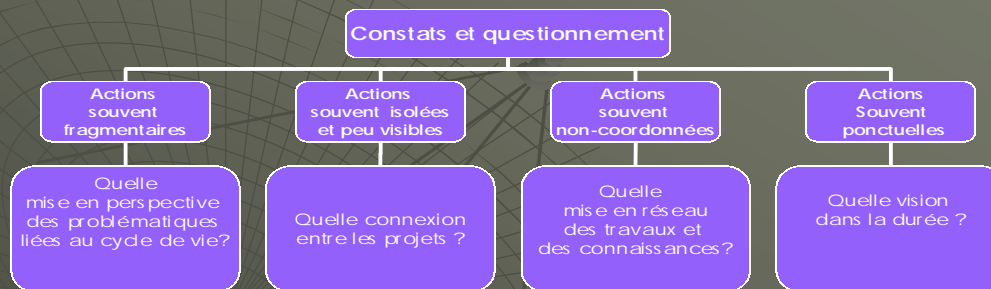 Constats et questionnement
Actions
souvent
fragmentaires
Actions
souvent isolées
et peu visibles
Actions
souvent
non-coordonnées
Actions
Souvent
ponctuelles
Quelle
mise en perspective
des problématiques
liées au cycle de vie?
Quelle connexion
entre les projets ?
Quelle
mise en réseau
des travaux et
des connaissances?
Quelle vision
dans la durée ?